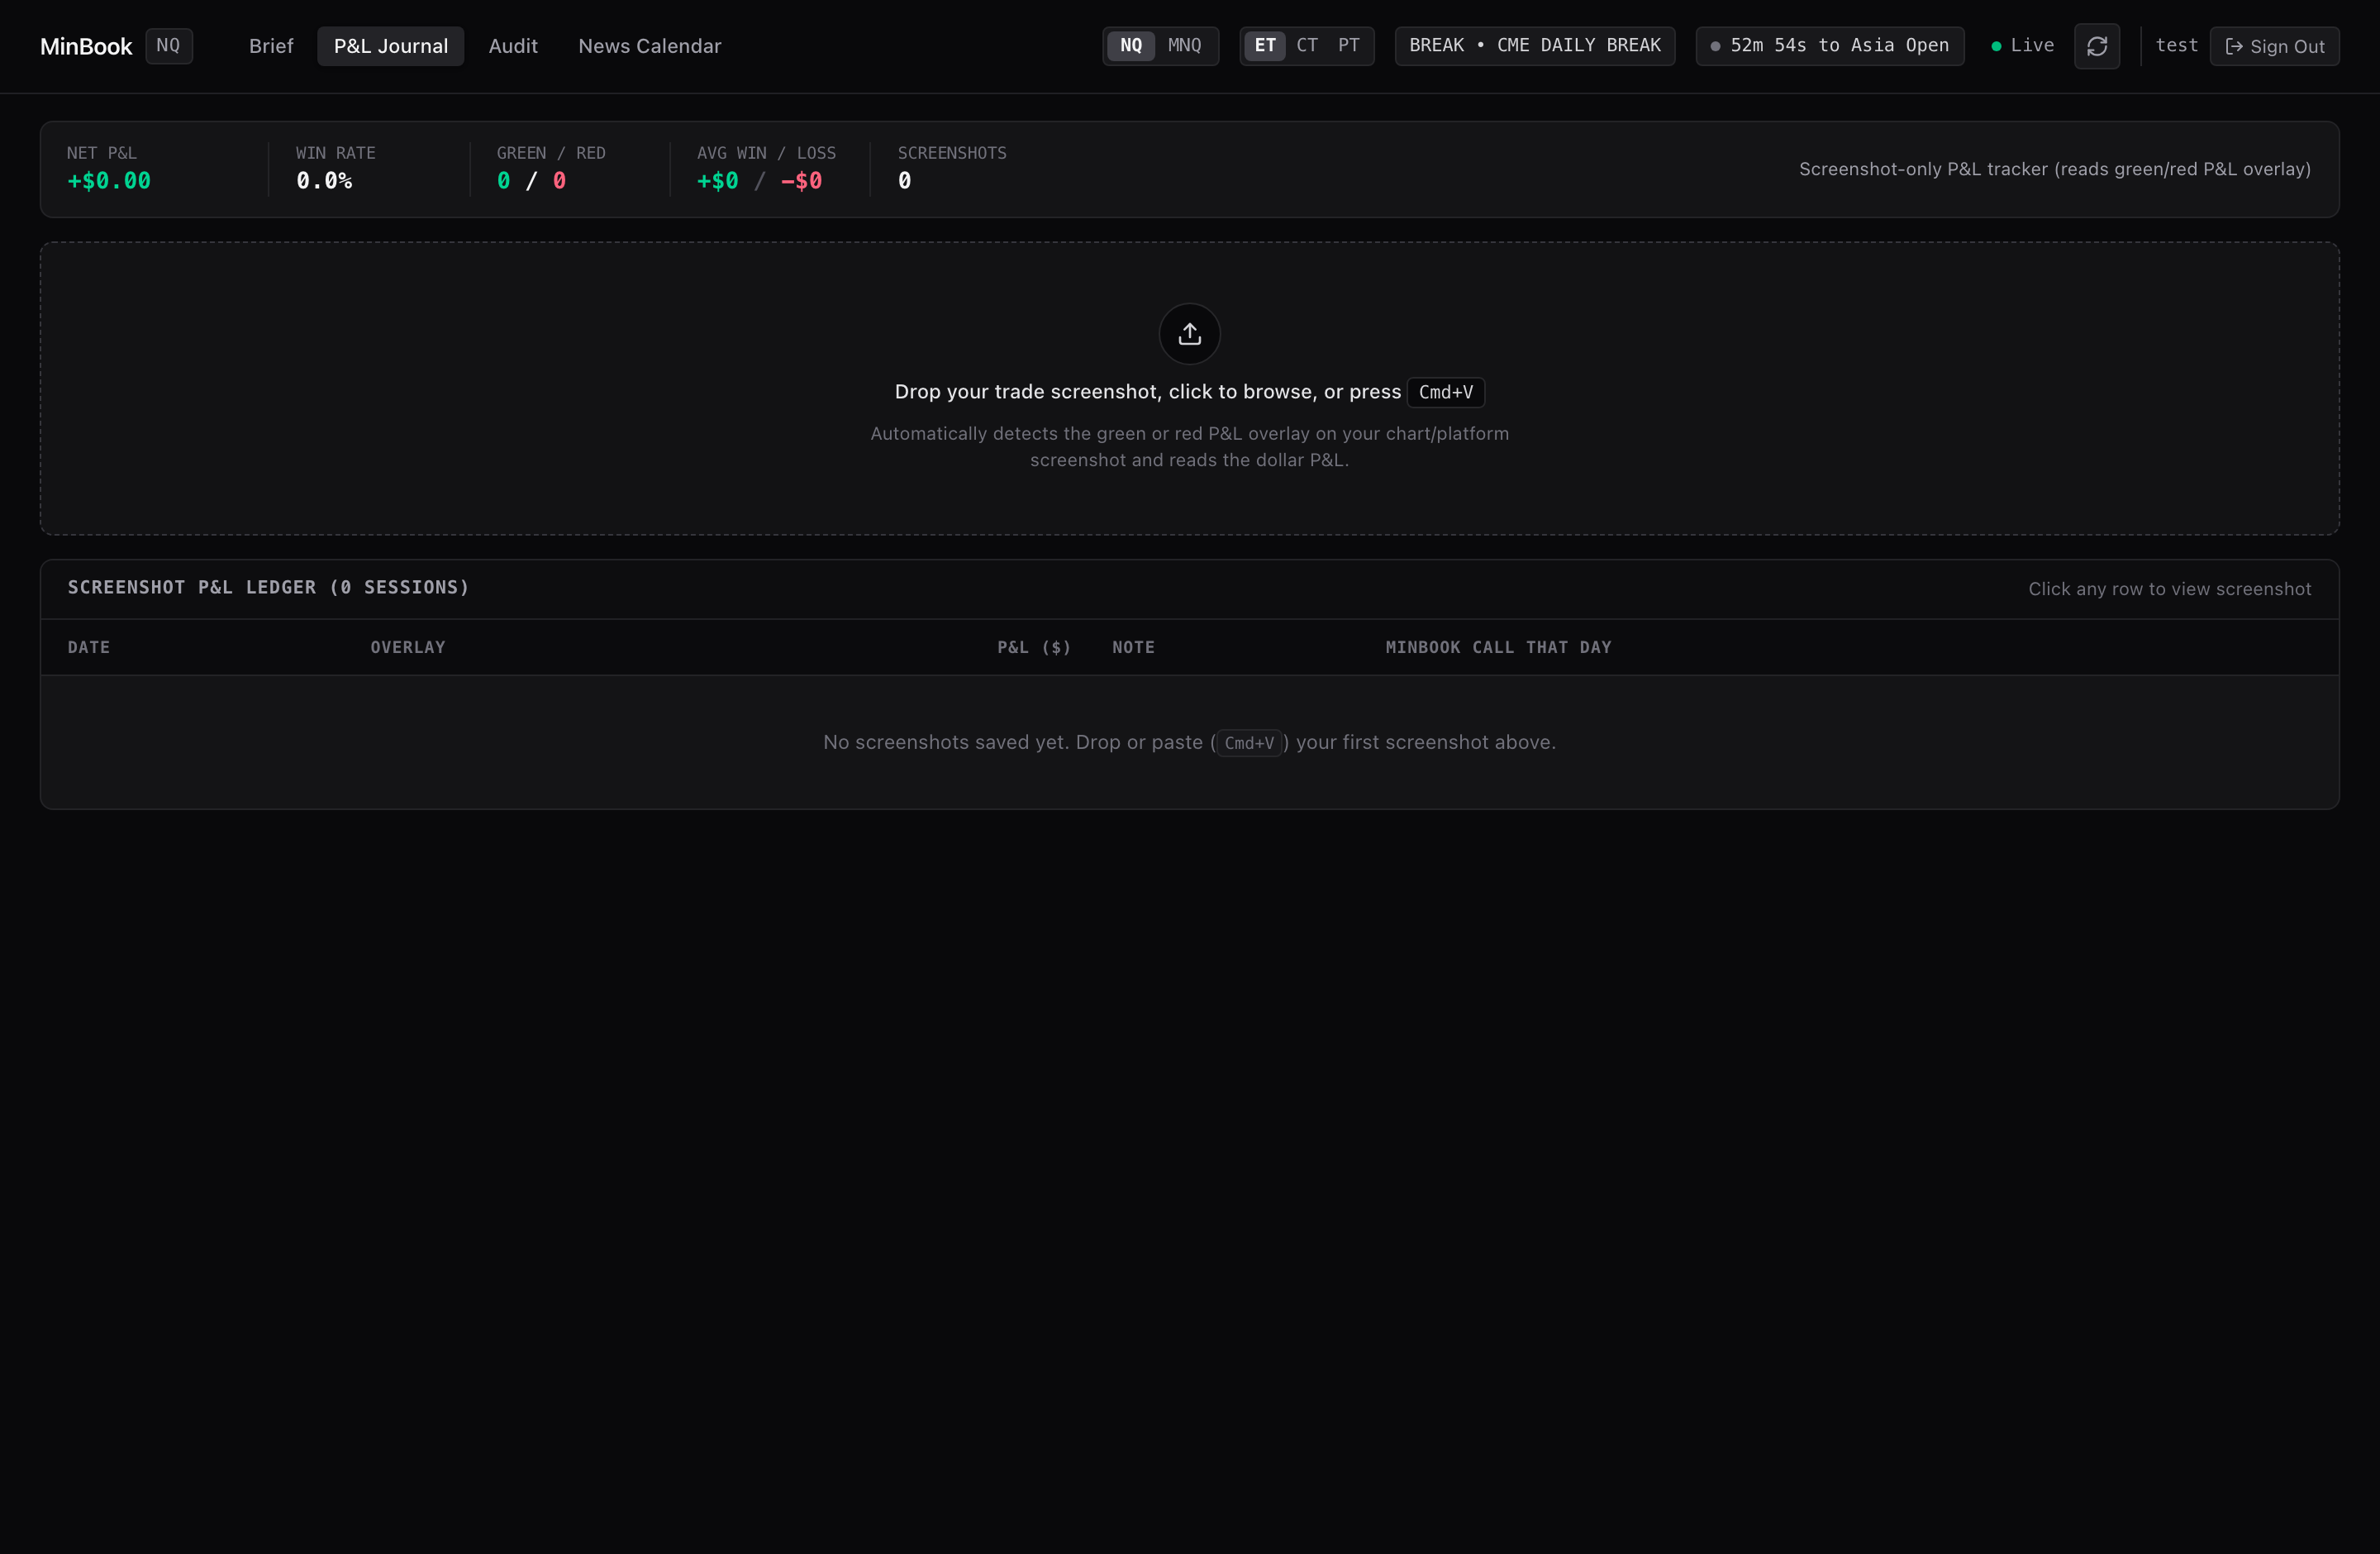 MinBook NQ Brief P&L Journal Audit News Calendar NQ MNQ ET CT PT BREAK • CME DAILY BREAK 52m 54s to Asia Open Live test Sign Out
NET P&L WIN RATE GREEN / RED AVG WIN / LOSS SCREENSHOTS
+$0.00 0.0% 0 / 0 +$0 / −$0 0
Screenshot-only P&L tracker (reads green/red P&L overlay)
Drop your trade screenshot, click to browse, or press Cmd+V
Automatically detects the green or red P&L overlay on your chart/platform
screenshot and reads the dollar P&L.
SCREENSHOT P&L LEDGER (0 SESSIONS) Click any row to view screenshot
DATE OVERLAY P&L ($) NOTE MINBOOK CALL THAT DAY
No screenshots saved yet. Drop or paste (Cmd+V) your first screenshot above.